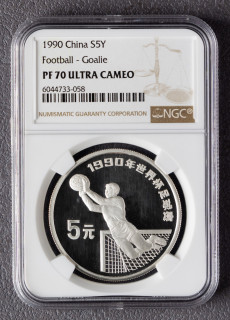 1990 China S5Y
Football - Goalie
PF 70 ULTRA CAMEO
6044733-058
NUMISMATIC GUARANTY CORPORATION
NGC
1990年世界杯足球赛
5元